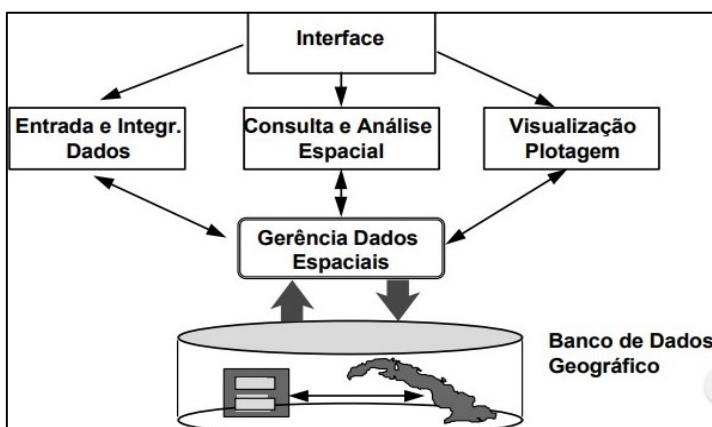 Interface
Entrada e Integr.
Dados
Consulta e Análise
Espacial
Visualização
Plotagem
Gerência Dados
Espaciais
Banco de Dados
Geográfico